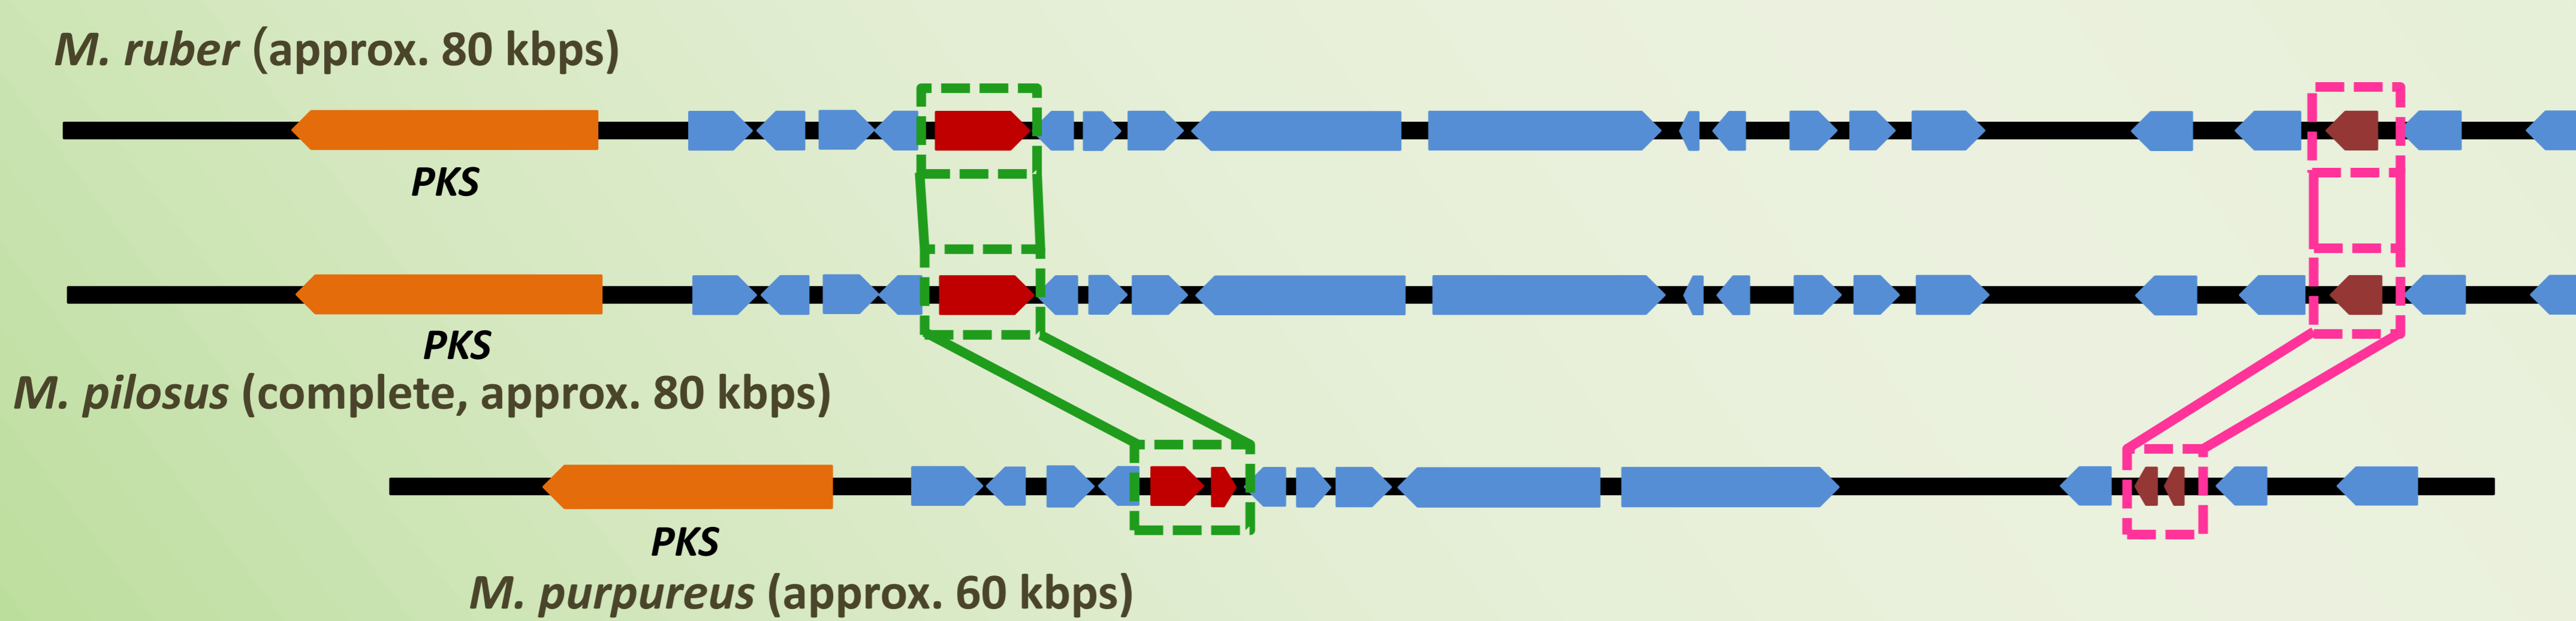 M. ruber (approx. 80 kbps)
PKS
PKS
M. pilosus (complete, approx. 80 kbps)
PKS
M. purpureus (approx. 60 kbps)